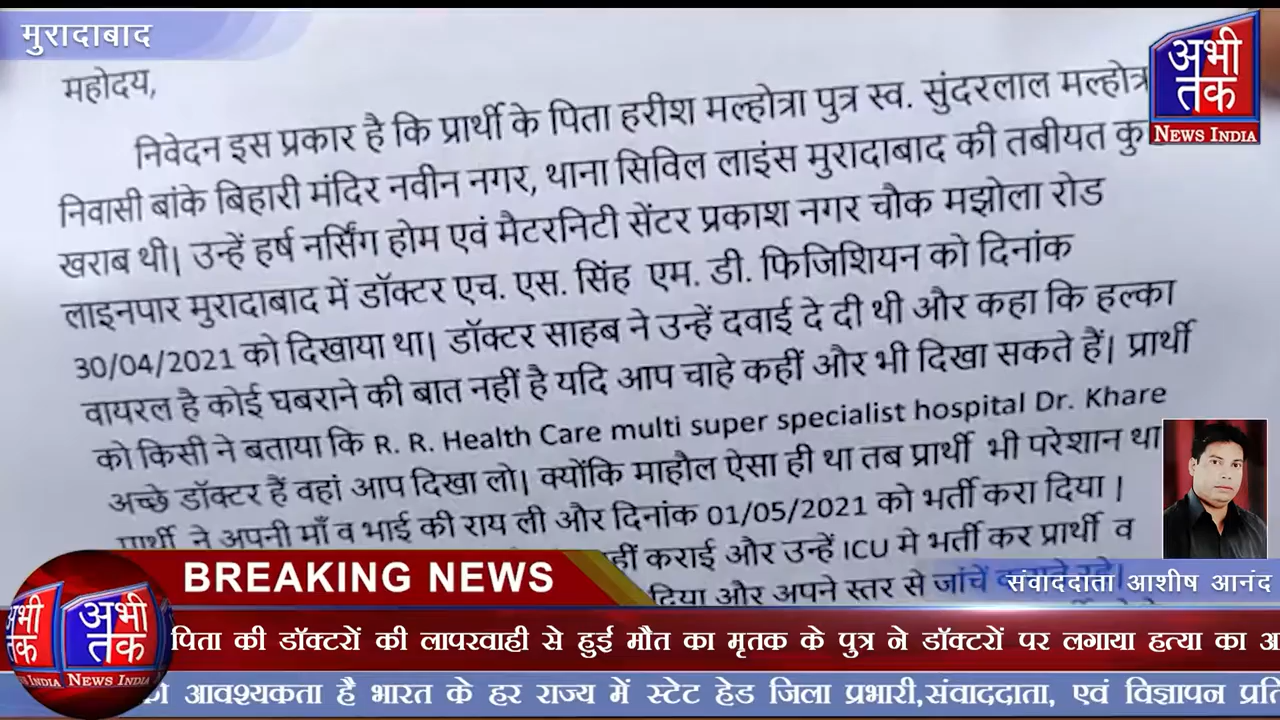 मुरादाबाद
अभी
तक
NEWS INDIA
महोदय,
निवेदन इस प्रकार है कि प्रार्थी के पिता हरीश मल्होत्रा पुत्र स्व. सुंदरलाल मल्होत्रा
निवासी बांके बिहारी मंदिर नवीन नगर, थाना सिविल लाइंस मुरादाबाद की तबीयत
खराब थी। उन्हें हर्ष नर्सिंग होम एवं मैटरनिटी सेंटर प्रकाश नगर चौक मझोला रोड
लाइनपार मुरादाबाद में डॉक्टर एच. एस. सिंह एम. डी. फिजिशियन को दिनांक
30/04/2021 को दिखाया था। डॉक्टर साहब ने उन्हें दवाई दे दी थी और कहा कि हल्का
वायरल है कोई घबराने की बात नहीं है यदि आप चाहे कहीं और भी दिखा सकते हैं। प्रार्थी
को किसी ने बताया कि R. R. Health Care multi super specialist hospital Dr. Khare
अच्छे डॉक्टर हैं वहां आप दिखा लो। क्योंकि माहौल ऐसा ही था तब प्रार्थी भी परेशान था
प्रार्थी ने अपनी माँ व भाई की राय ली और दिनांक 01/05/2021 को भर्ती करा दिया।
कराई और उन्हें ICU मे भर्ती कर प्रार्थी व
दिया और अपने स्तर से जांचें
संवाददाता आशीष आनंद
BREAKING NEWS
अभी
तक
NEWS INDIA
पिता की डॉक्टरों की लापरवाही से हुई मौत का मृतक के पुत्र ने डॉक्टरों पर लगाया हत्या का
आवश्यकता है भारत के हर राज्य में स्टेट हेड जिला प्रभारी,संवाददाता, एवं विज्ञापन